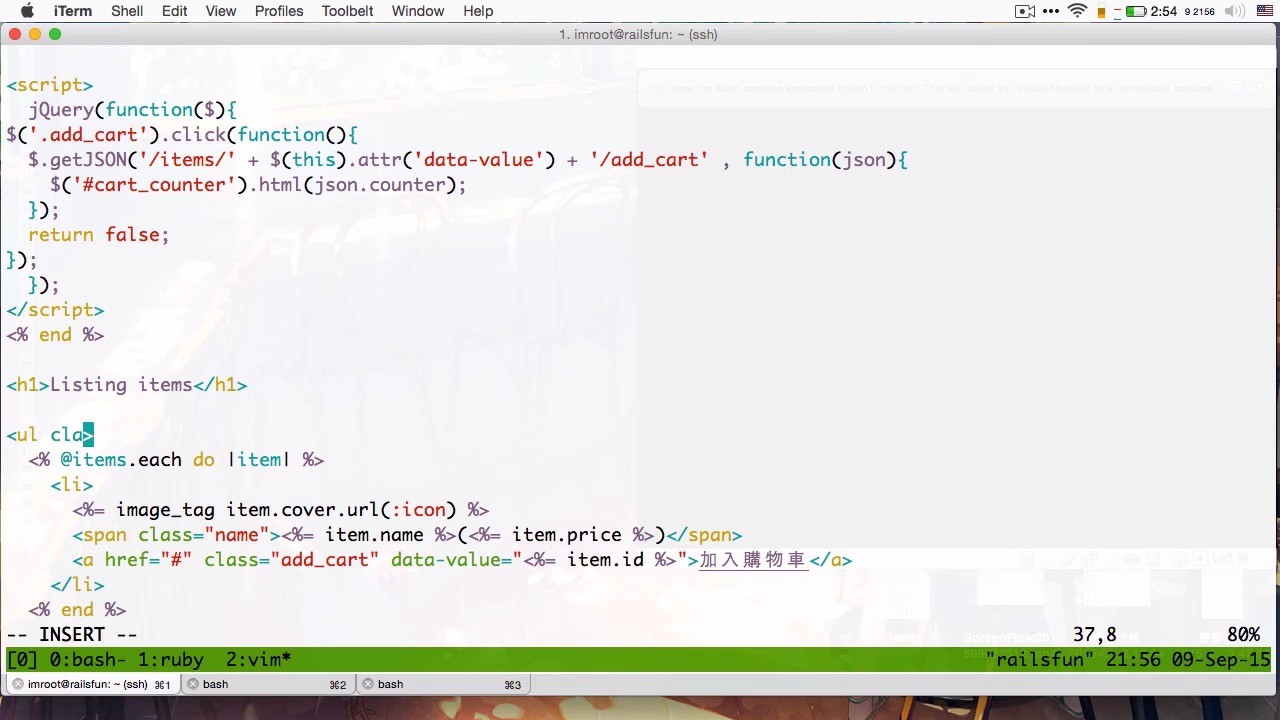 iTerm Shell Edit View Profiles Toolbelt Window Help 2:54 9 2156
1. imroot@railsfun: ~ (ssh)
<script>
jQuery(function($){
$('.add_cart').click(function(){
$.getJSON('/items/' + $(this).attr('data-value') + '/add_cart' , function(json){
$('#cart_counter').html(json.counter);
});
return false;
});
});
</script>
<% end %>
<h1>Listing items</h1>
<ul cla>
<% @items.each do |item| %>
<li>
<%= image_tag item.cover.url(:icon) %>
<span class="name"><%= item.name %>(<%= item.price %>)</span>
<a href="#" class="add_cart" data-value="<%= item.id %>">加入購物車</a>
</li>
<% end %>
-- INSERT -- 37,8 80%
[0] 0:bash- 1:ruby 2:vim* "railsfun" 21:56 09-Sep-15
imroot@railsfun: ~ (ssh) ⌘1 bash ⌘2 bash ⌘3